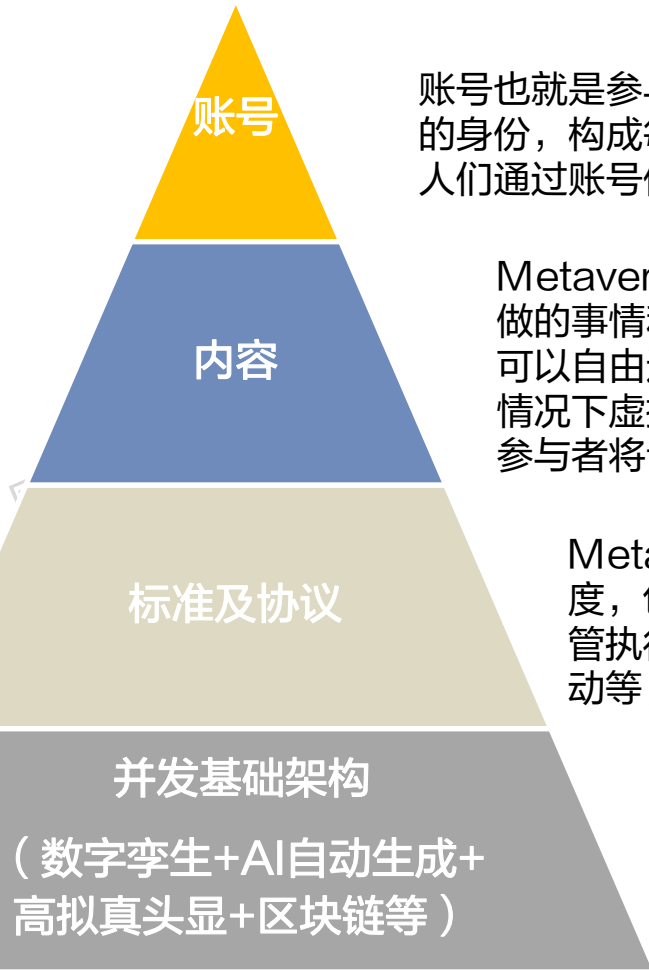 账号
账号也就是参
的身份，构成
人们通过账号
Metaver
做的事情
可以自由
情况下虚
参与者将
内容
Meta
度，
管执
动等
标准及协议
并发基础架构
（数字孪生+AI自动生成+
高拟真头显+区块链等）